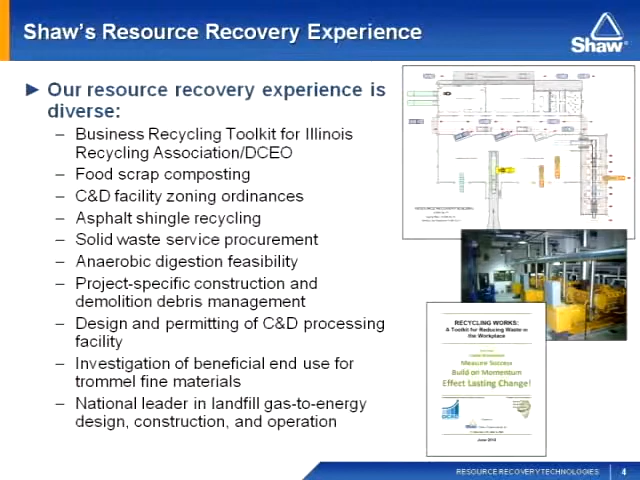 Shaw's Resource Recovery Experience
Shaw
► Our resource recovery experience is
diverse:
– Business Recycling Toolkit for Illinois
Recycling Association/DCEO
– Food scrap composting
– C&D facility zoning ordinances
– Asphalt shingle recycling
– Solid waste service procurement
– Anaerobic digestion feasibility
– Project-specific construction and
demolition debris management
– Design and permitting of C&D processing
facility
– Investigation of beneficial end use for
trommel fine materials
– National leader in landfill gas-to-energy
design, construction, and operation
RECYCLING WORKS:
A Toolkit for Reducing Waste in
the Workplace
Measure Success
Build on Momentum
Effect Lasting Change!
RESOURCE RECOVERY TECHNOLOGIES
4